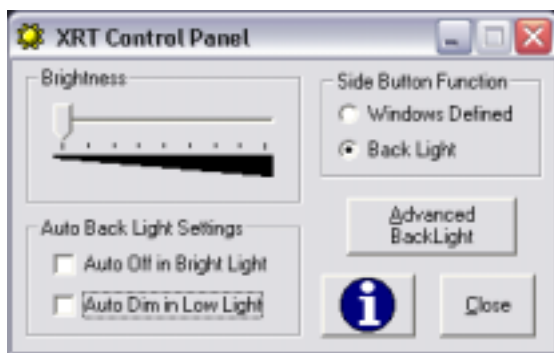 XRT Control Panel
Brightness
Side Button Function
Windows Defined
Back Light
Auto Back Light Settings
Auto Off in Bright Light
Auto Dim in Low Light
Advanced
BackLight
i
Close